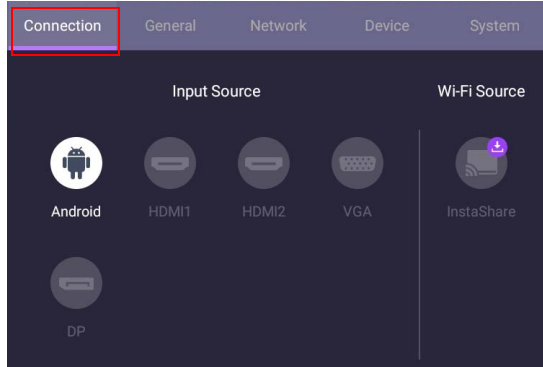 Connection General Network Device System
Input Source Wi-Fi Source
Android HDMI1 HDMI2 VGA InstaShare
DP